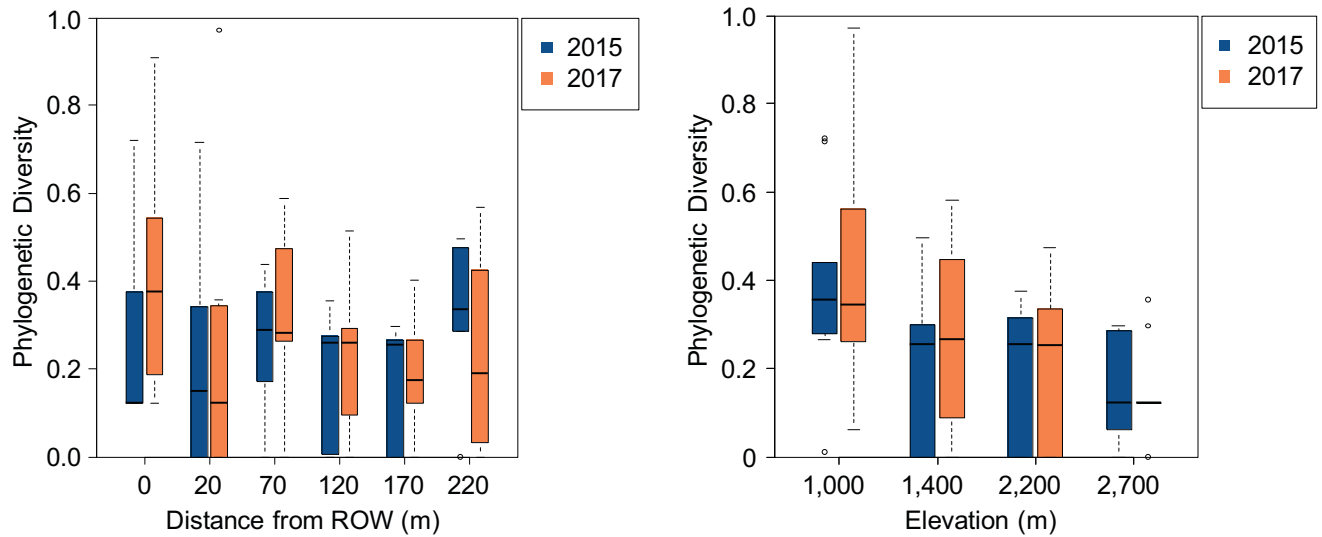 1.0
0.8
0.6
0.4
0.2
0.0
Phylogenetic Diversity
0 20 70 120 170 220
Distance from ROW (m)
2015
2017
1.0
0.8
0.6
0.4
0.2
0
Phylogenetic Diversity
1,000 1,400 2,200 2,700
Elevation (m)
2015
2017